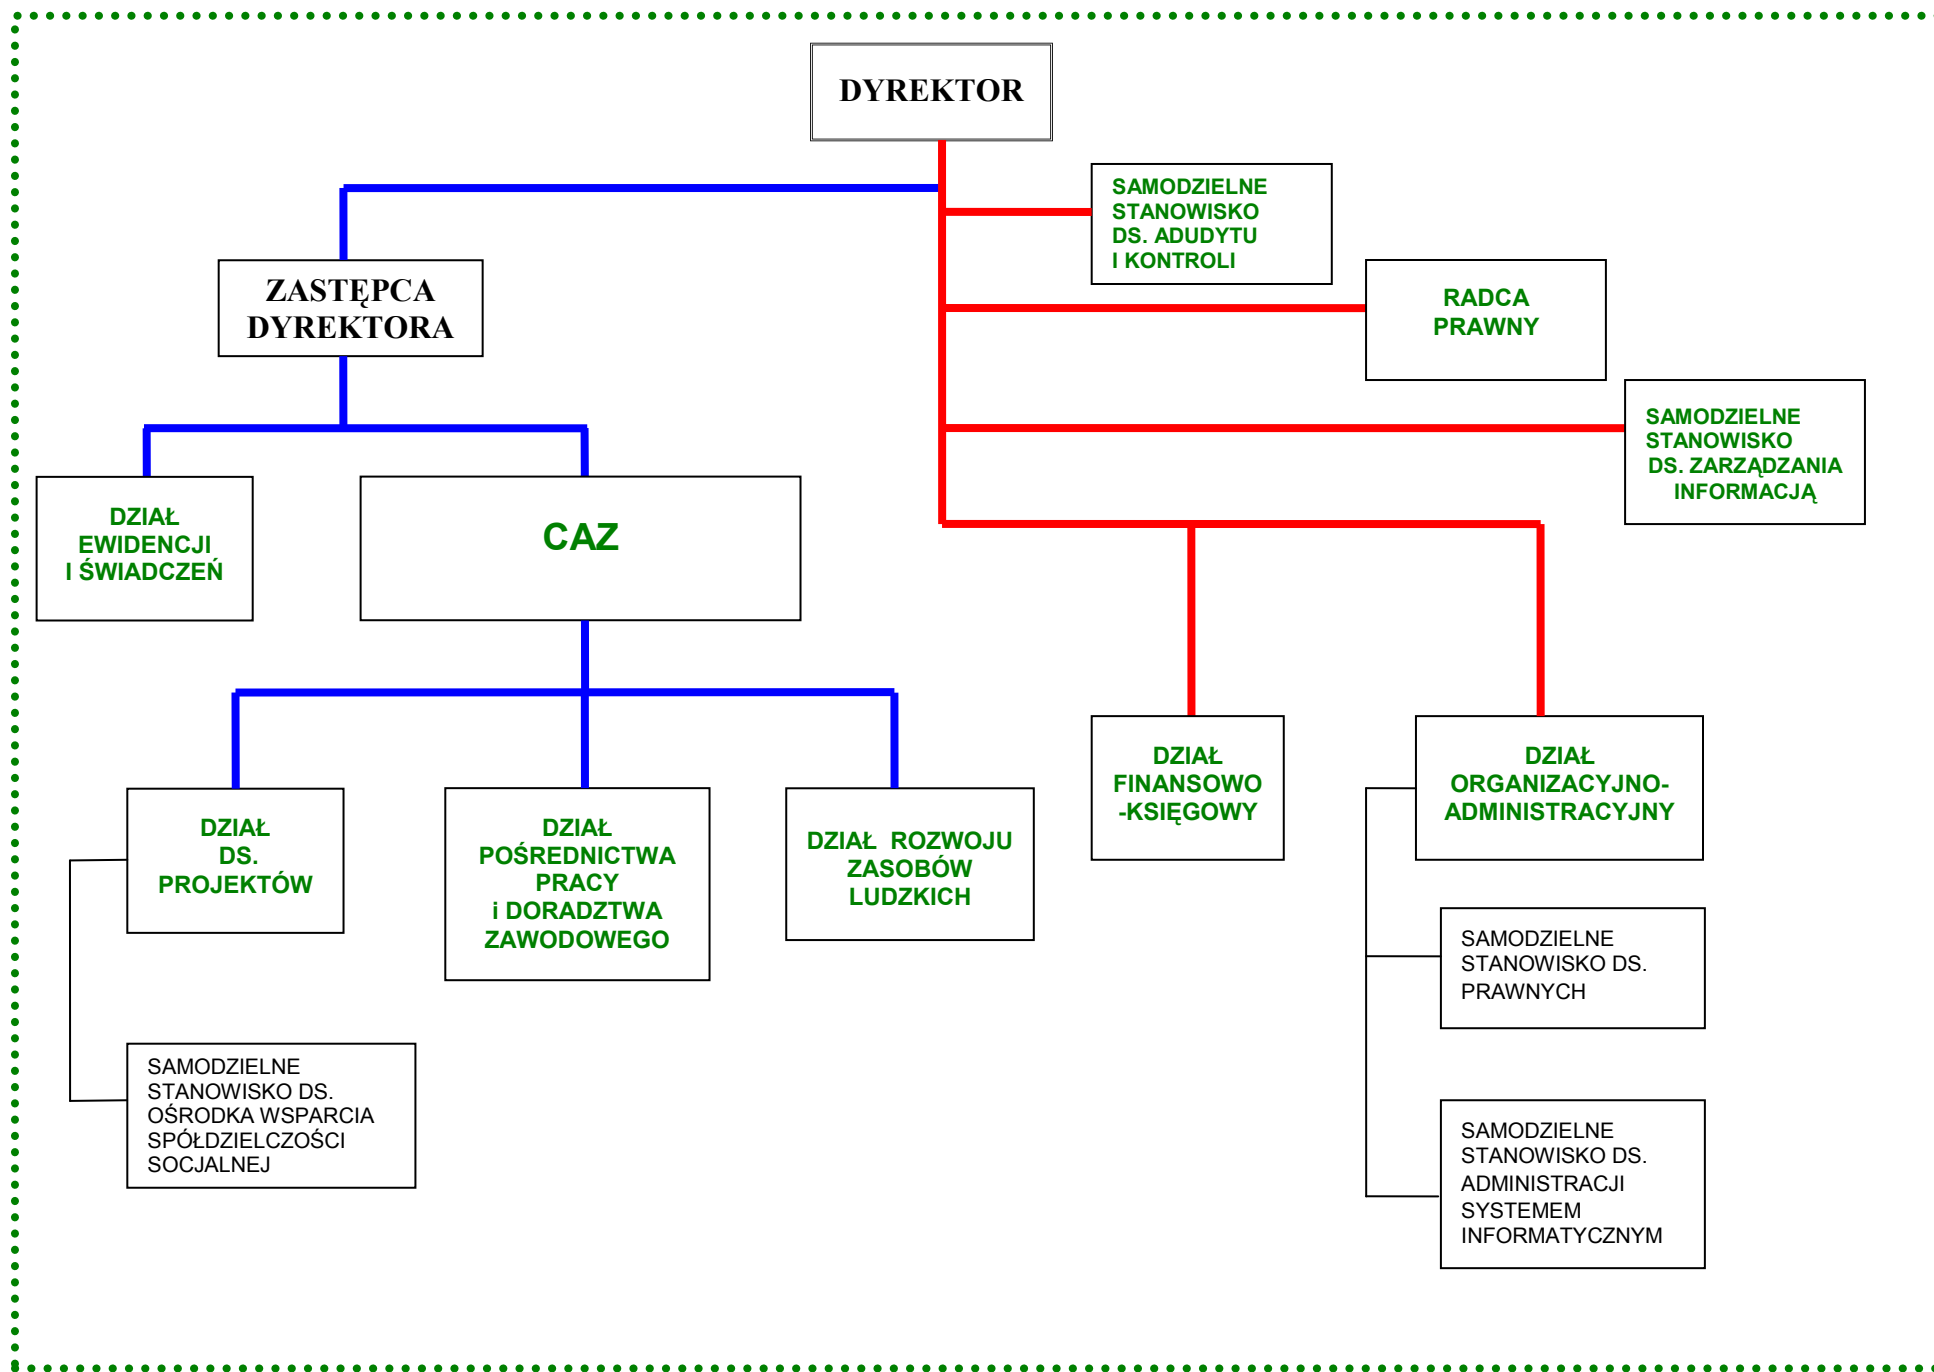 DYREKTOR
SAMODZIELNE
STANOWISKO
DS. ADUDYTU
I KONTROLI
ZASTĘPCA
DYREKTORA
RADCA
PRAWNY
SAMODZIELNE
STANOWISKO
DS. ZARZĄDZANIA
INFORMACJĄ
DZIAŁ
EWIDENCJI
I ŚWIADCZEŃ
CAZ
DZIAŁ
DS.
PROJEKTÓW
DZIAŁ
POŚREDNICTWA
PRACY
i DORADZTWA
ZAWODOWEGO
DZIAŁ  ROZWOJU
ZASOBÓW
LUDZKICH
DZIAŁ
FINANSOWO
-KSIĘGOWY
DZIAŁ
ORGANIZACYJNO-
ADMINISTRACYJNY
SAMODZIELNE
STANOWISKO DS.
PRAWNYCH
SAMODZIELNE
STANOWISKO DS.
OŚRODKA WSPARCIA
SPÓŁDZIELCZOŚCI
SOCJALNEJ
SAMODZIELNE
STANOWISKO DS.
ADMINISTRACJI
SYSTEMEM
INFORMATYCZNYM